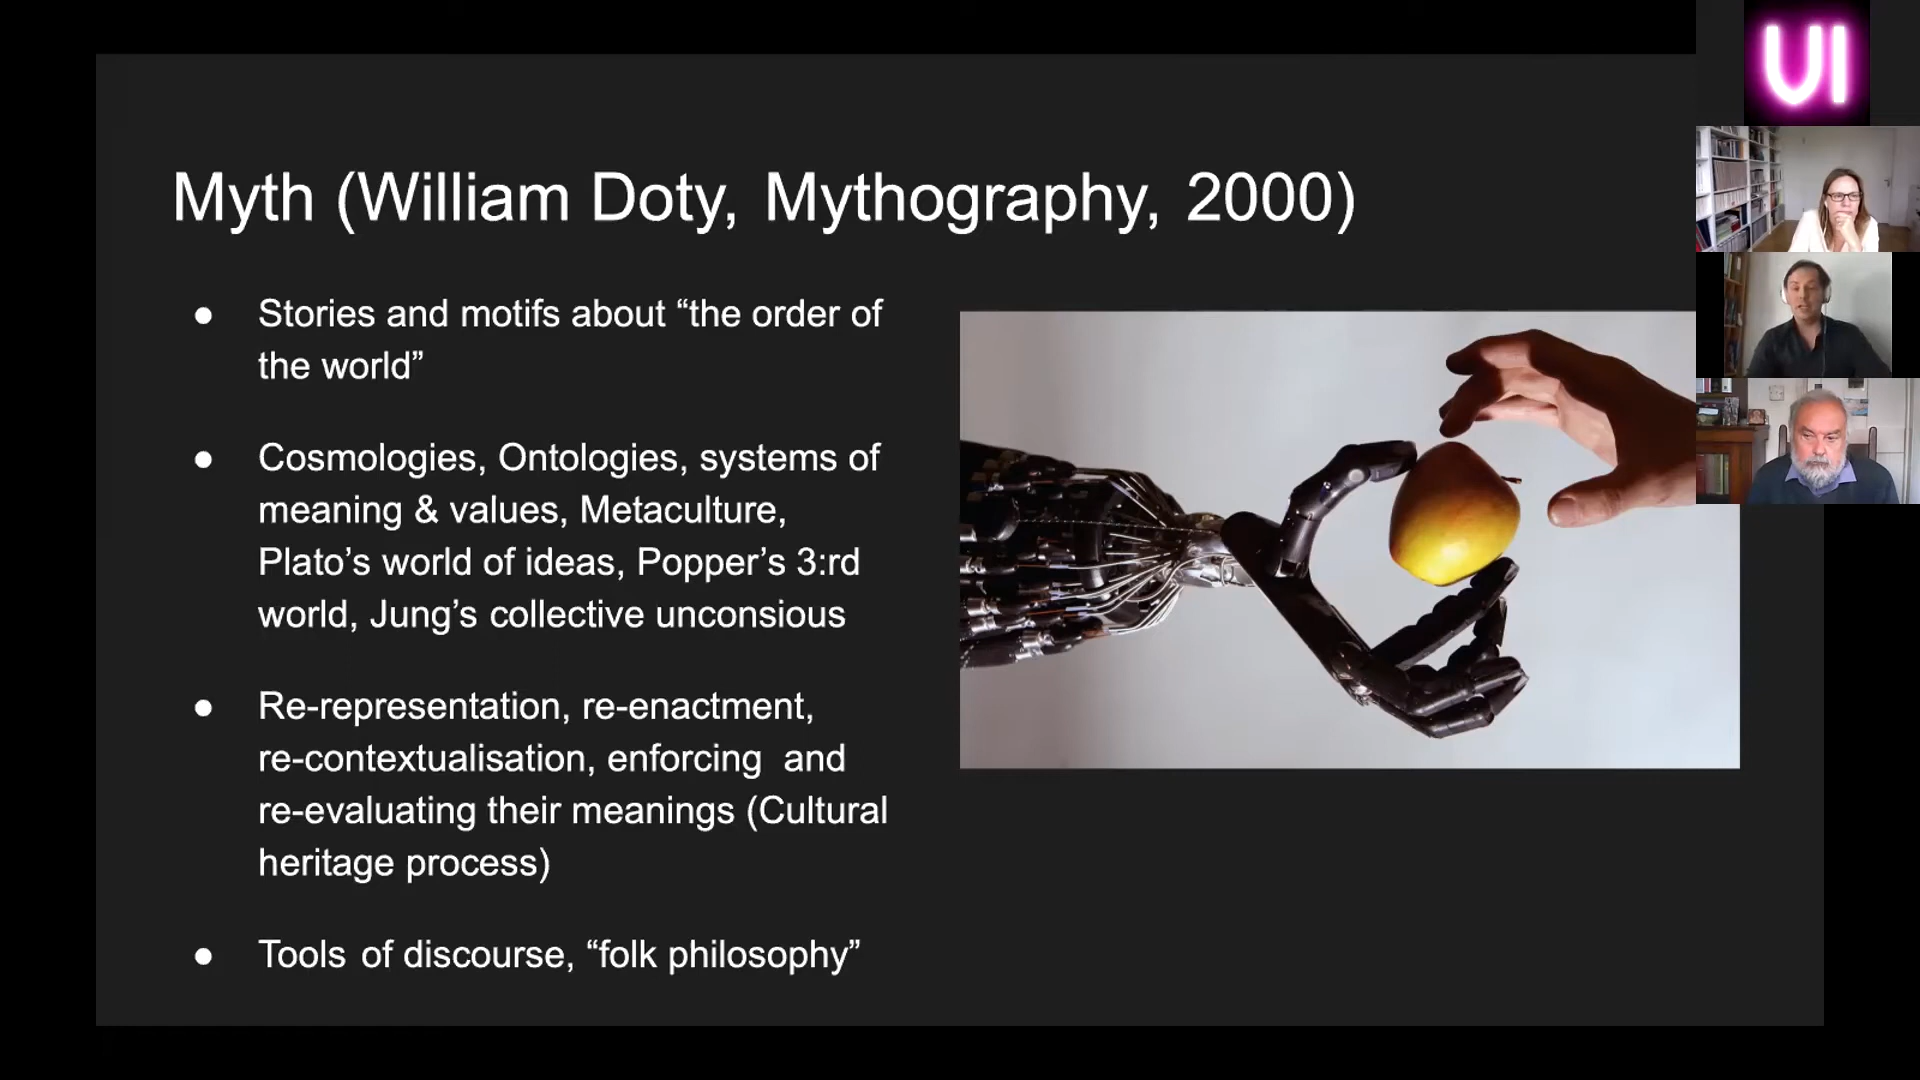 UI
Myth (William Doty, Mythography, 2000)
● Stories and motifs about “the order of
the world”
● Cosmologies, Ontologies, systems of
meaning & values, Metaculture,
Plato’s world of ideas, Popper’s 3:rd
world, Jung’s collective unconsious
● Re-representation, re-enactment,
re-contextualisation, enforcing and
re-evaluating their meanings (Cultural
heritage process)
● Tools of discourse, “folk philosophy”